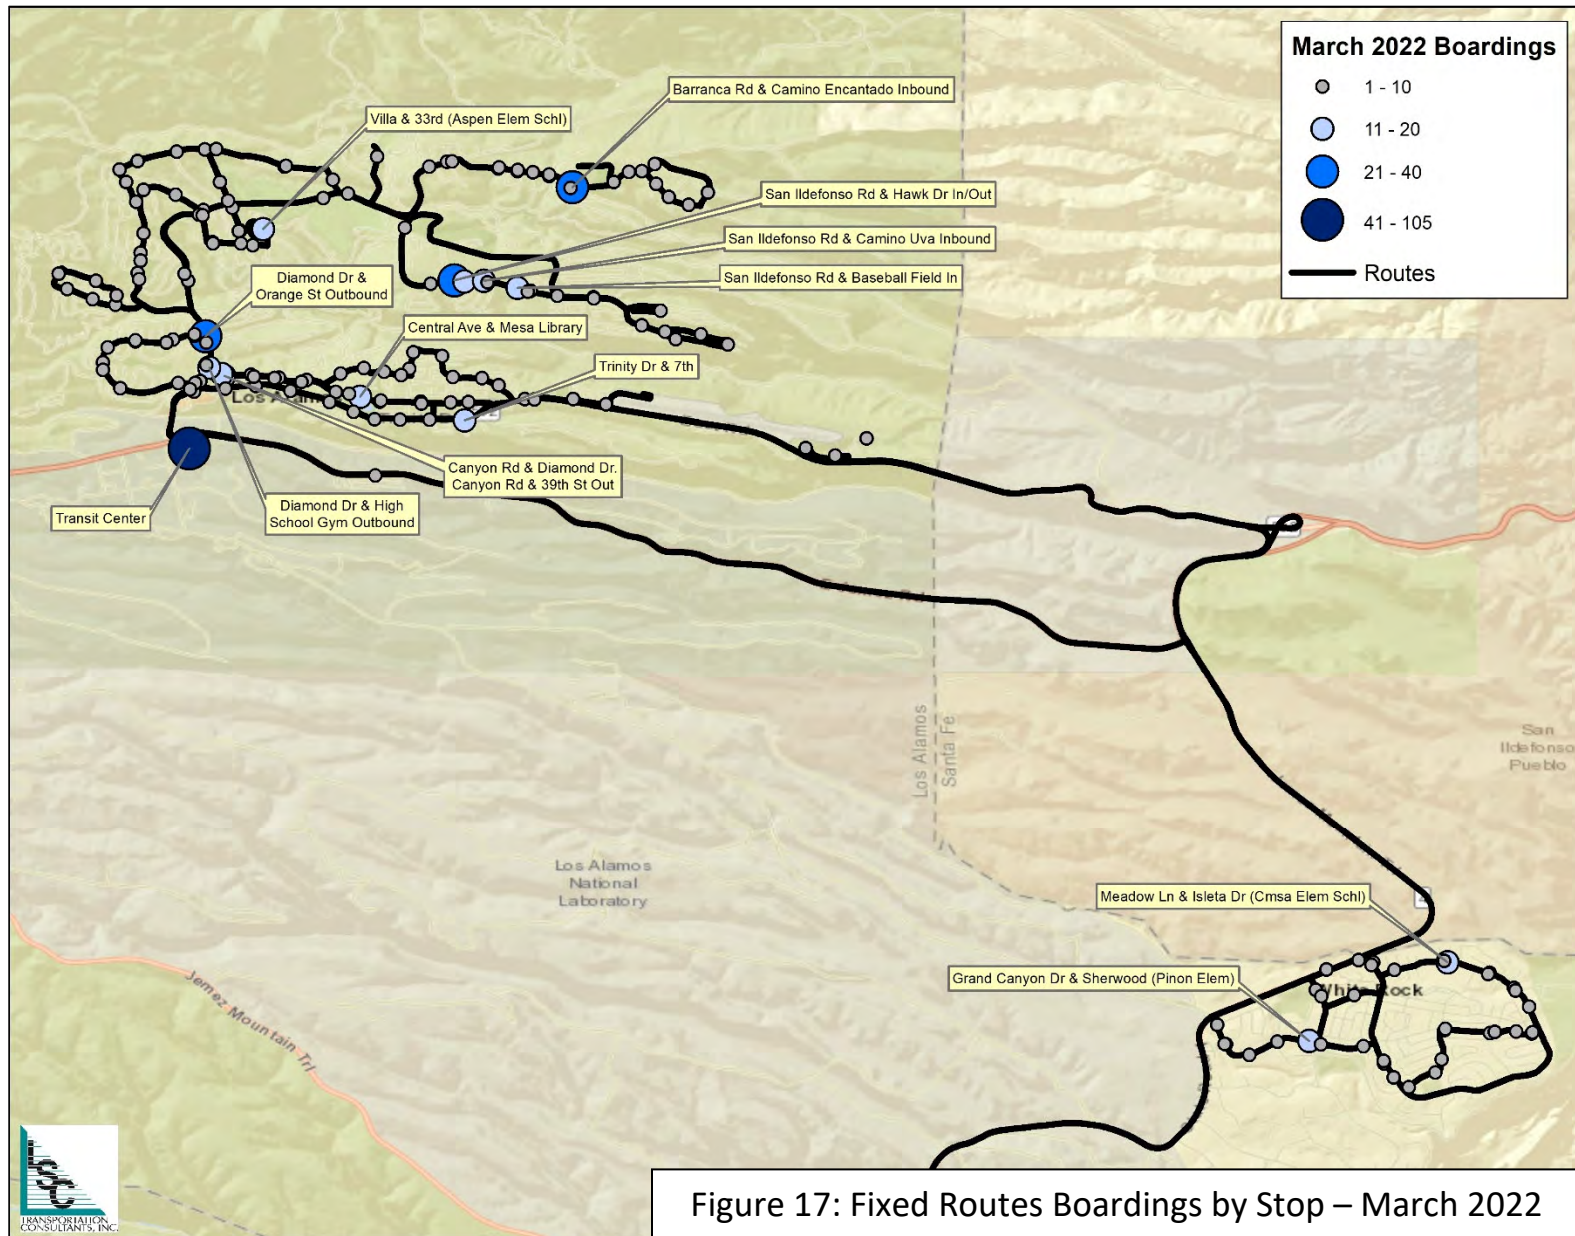 March 2022 Boardings
1 - 10
11 - 20
21 - 40
41 - 105
Routes
Barranca Rd & Camino Encantado Inbound
Villa & 33rd (Aspen Elem Schl)
San Ildefonso Rd & Hawk Dr In/Out
San Ildefonso Rd & Camino Uva Inbound
San Ildefonso Rd & Baseball Field In
Diamond Dr &
Orange St Outbound
Central Ave & Mesa Library
Trinity Dr & 7th
Canyon Rd & Diamond Dr.
Canyon Rd & 39th St Out
Transit Center
Diamond Dr & High
School Gym Outbound
Los Alamos
Santa Fe
San
Ildefonso
Pueblo
Los Alamos
National
Laboratory
Meadow Ln & Isleta Dr (Cmsa Elem Schl)
Grand Canyon Dr & Sherwood (Pinon Elem)
White Rock
Jemez Mountain Trl
LSC
TRANSPORTATION
CONSULTANTS, INC.
Figure 17: Fixed Routes Boardings by Stop – March 2022